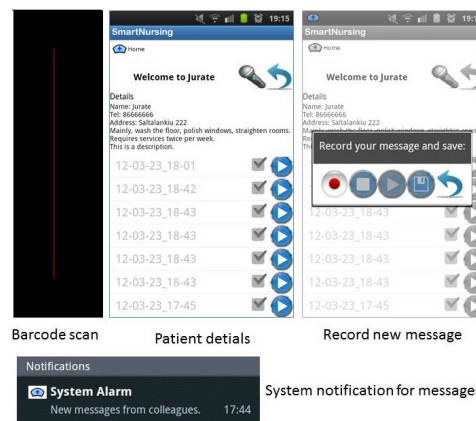 19:15
SmartNursing
Home
Welcome to Jurate
Details
Name: Jurate
Tel: 86666666
Address: Saltalankiu 222
Mainly, wash the floor, polish windows, straighten rooms.
Requires services twice per week.
This is a description.
12-03-23_18-01
12-03-23_18-42
12-03-23_18-43
12-03-23_18-43
12-03-23_18-43
12-03-23_18-43
12-03-23_17-45
SmartNursing
Home
Welcome to Jurate
Details
Name: Jurate
Tel: 86666666
Address: Saltalankiu 222
Record your message and save:
12-03-23_18-43
12-03-23_18-43
12-03-23_18-43
12-03-23_17-45
Barcode scan
Patient detials
Record new message
Notifications
System Alarm
New messages from colleagues. 17:44
System notification for message